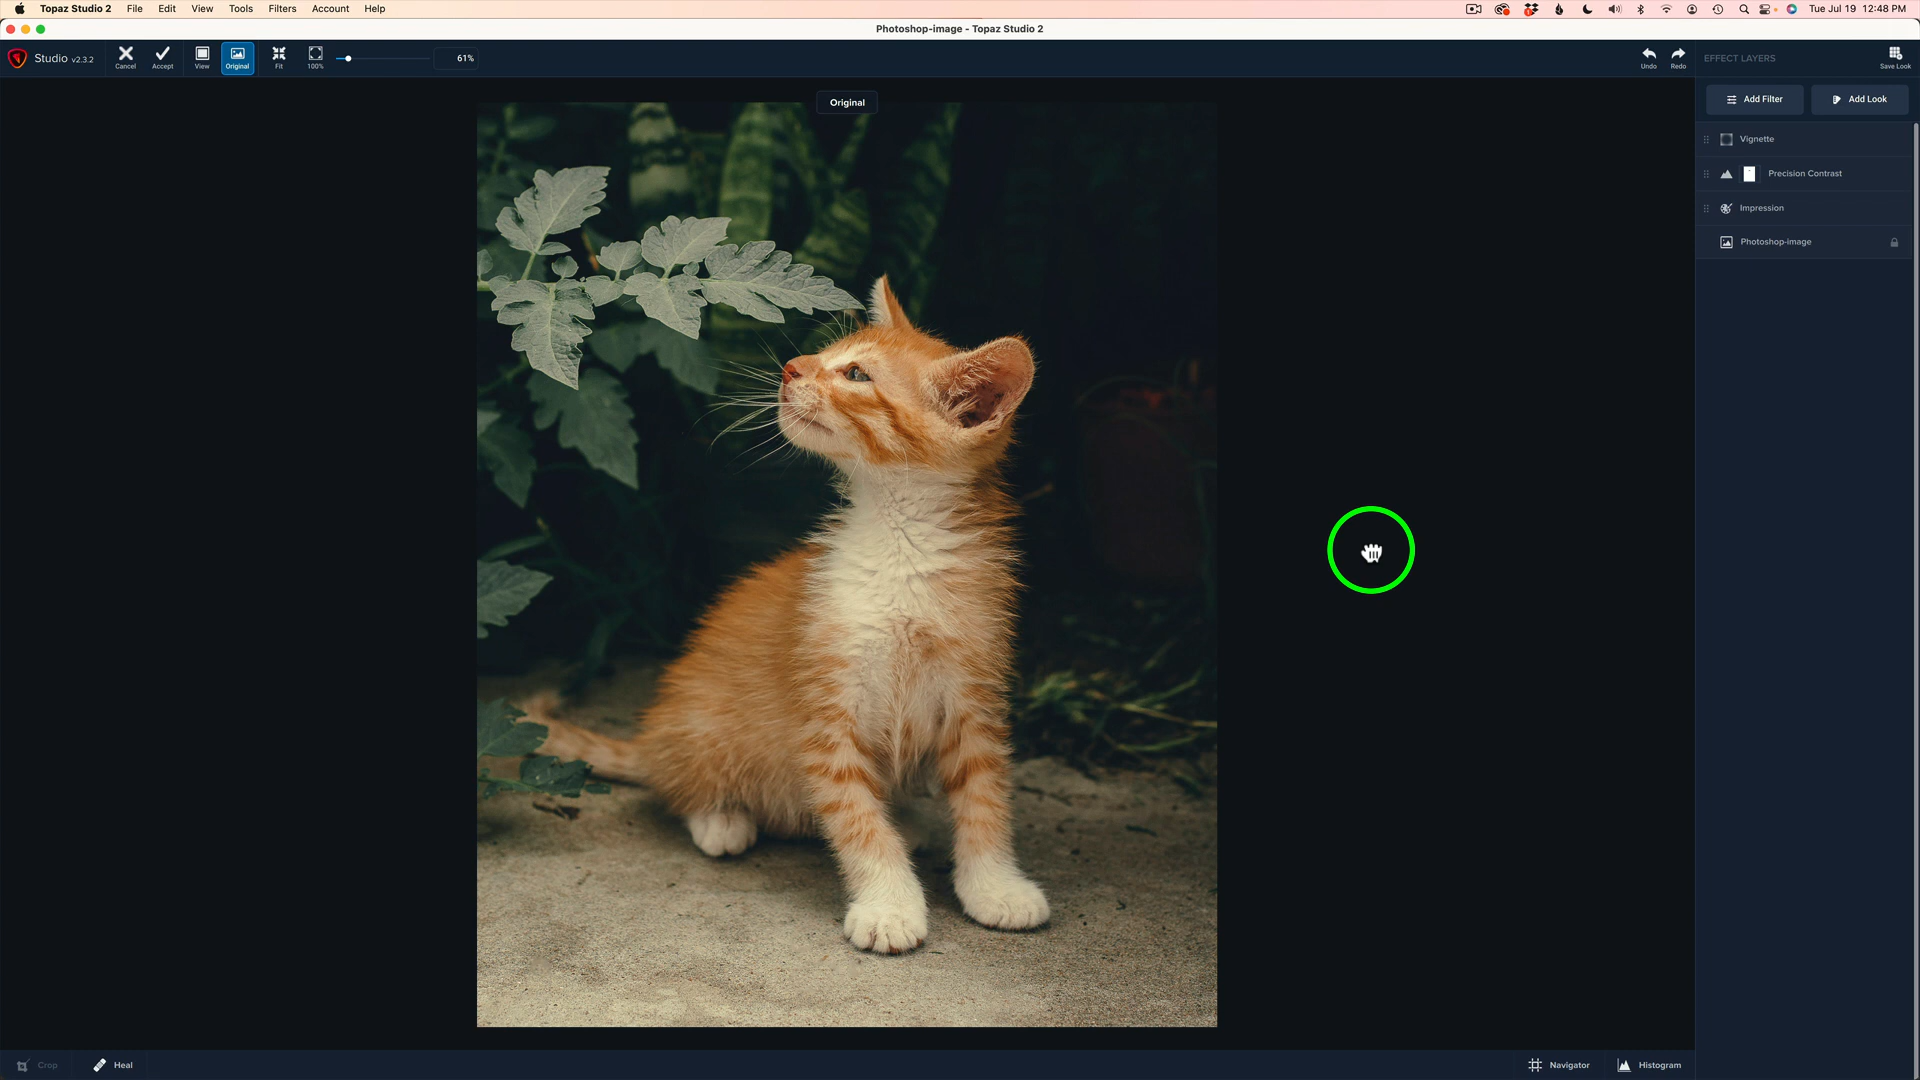 Topaz Studio 2 File Edit View Tools Filters Account Help Tue Jul 19 12:48 PM
Photoshop-image - Topaz Studio 2
Studio v2.3.2 Cancel Accept View Original Fit 100% 61% Undo Redo EFFECT LAYERS Save Look
Original
Add Filter Add Look
Vignette
Precision Contrast
Impression
Photoshop-image
Crop Heal Navigator Histogram